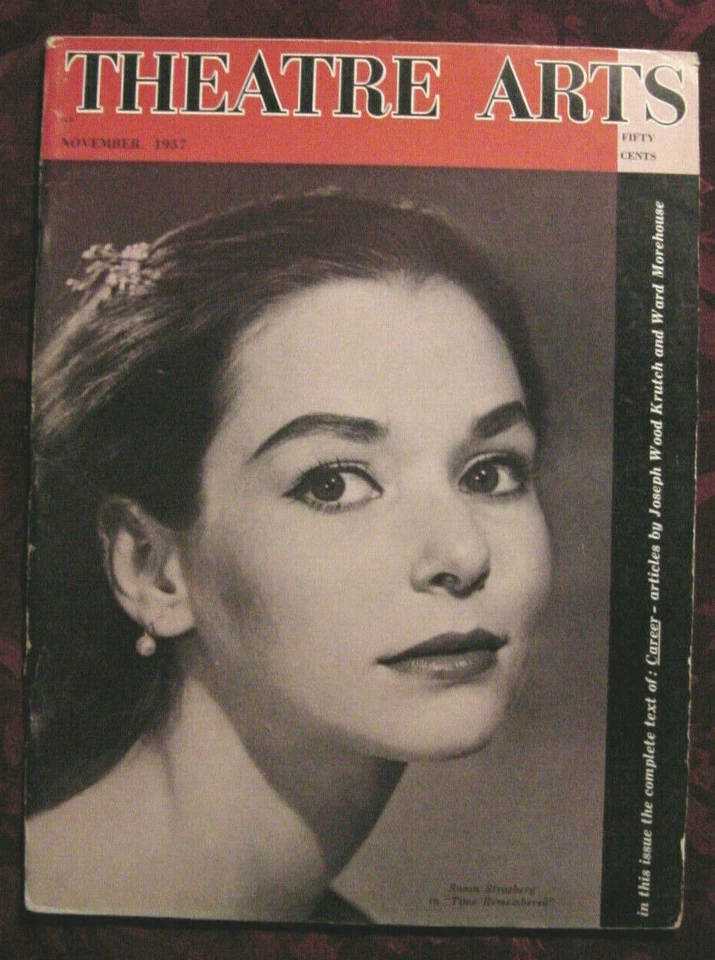 THEATRE ARTS
NOVEMBER, 1957
FIFTY
CENTS
in this issue the complete text of: Career - articles by Joseph Wood Krutch and Ward Morehouse
Susan Strasberg
in "Time Remembered"